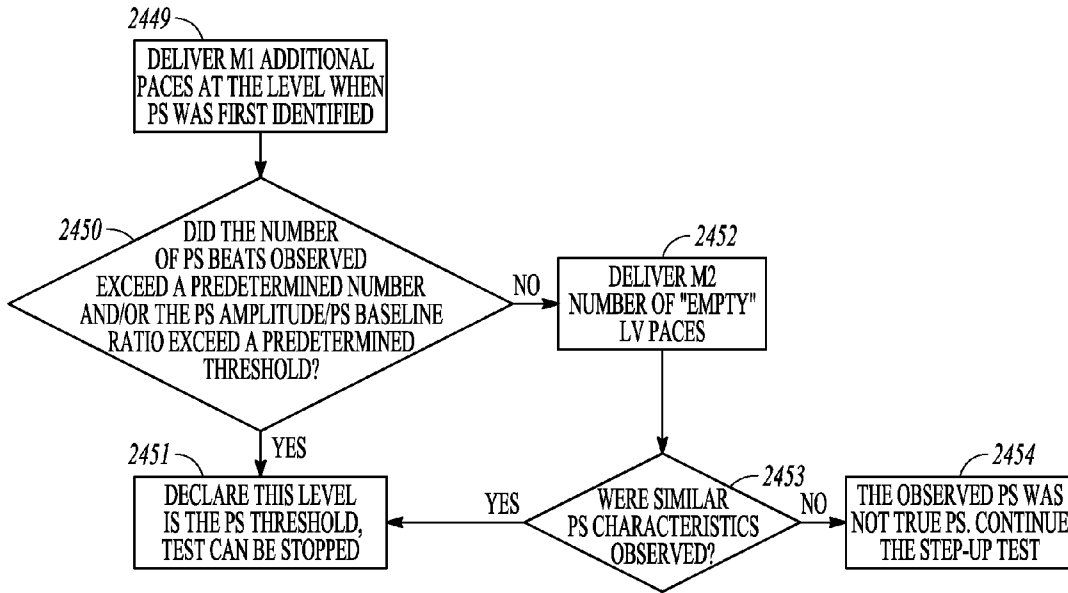 2449
DELIVER M1 ADDITIONAL
PACES AT THE LEVEL WHEN
PS WAS FIRST IDENTIFIED
2450
DID THE NUMBER
OF PS BEATS OBSERVED
EXCEED A PREDETERMINED NUMBER
AND/OR THE PS AMPLITUDE/PS BASELINE
RATIO EXCEED A PREDETERMINED
THRESHOLD?
NO
2452
DELIVER M2
NUMBER OF "EMPTY"
LV PACES
YES
2451
DECLARE THIS LEVEL
IS THE PS THRESHOLD,
TEST CAN BE STOPPED
YES
2453
WERE SIMILAR
PS CHARACTERISTICS
OBSERVED?
NO
2454
THE OBSERVED PS WAS
NOT TRUE PS. CONTINUE
THE STEP-UP TEST